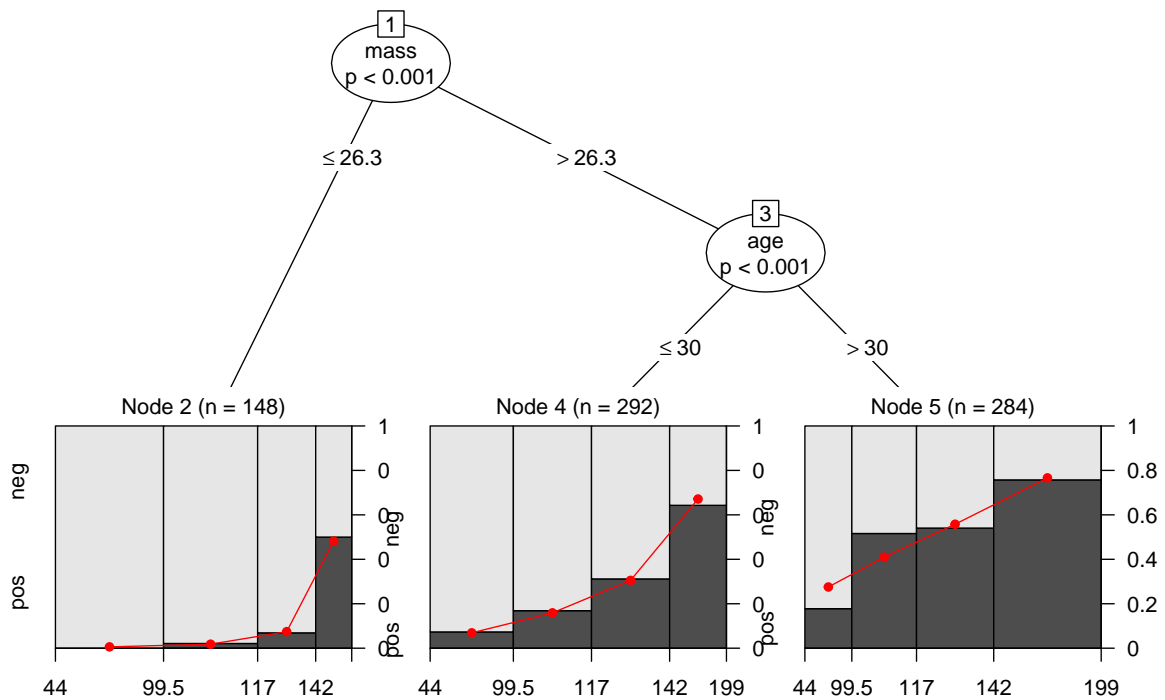 1
mass
p < 0.001
≤ 26.3
> 26.3
3
age
p < 0.001
≤ 30
> 30
Node 2 (n = 148)
pos
neg
44
99.5
117
142
0
0
0
0
0
1
Node 4 (n = 292)
pos
neg
44
99.5
117
142
199
0
0
0
0
0
1
Node 5 (n = 284)
pos
neg
44
99.5
117
142
199
0
0.2
0.4
0.6
0.8
1